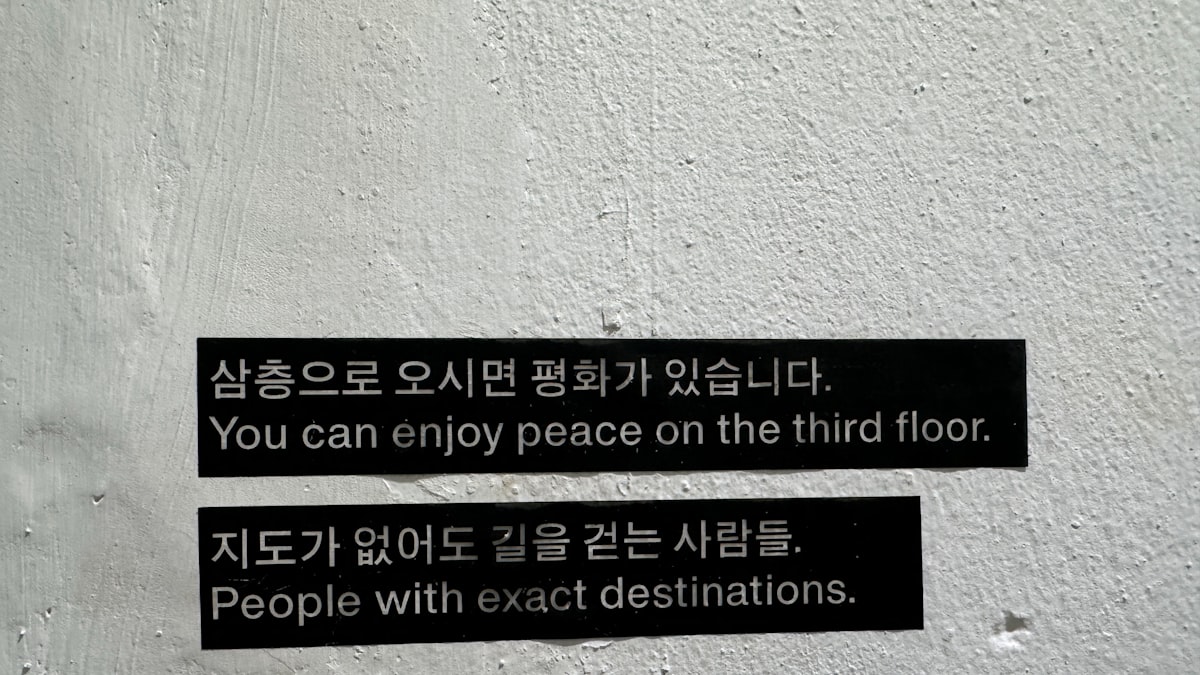 삼층으로 오시면 평화가 있습니다.
You can enjoy peace on the third floor.
지도가 없어도 길을 걷는 사람들.
People with exact destinations.